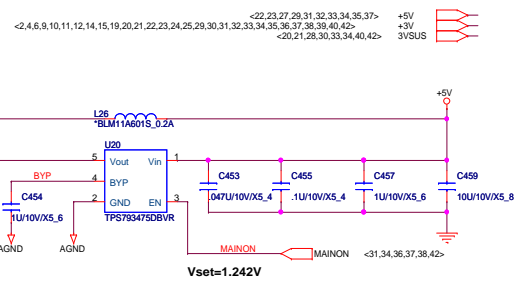 <22,23,27,29,31,32,33,34,35,37> +5V
<2,4,6,9,10,11,12,14,15,19,20,21,22,23,24,25,29,30,31,32,33,34,35,36,37,38,39,40,42> +3V
<20,21,28,30,33,34,40,42> 3VSUS
+5V
L26
*BLM11A601S_0.2A
U20
5 Vout Vin 1
BYP 4 BYP
2 GND EN 3
TPS793475DBVR
C453
.047U/10V/X5_4
C455
.1U/10V/X5_4
C457
1U/10V/X5_6
C459
10U/10V/X5_8
C454
1U/10V/X5_6
AGND
AGND
MAINON
MAINON <31,34,36,37,38,42>
Vset=1.242V